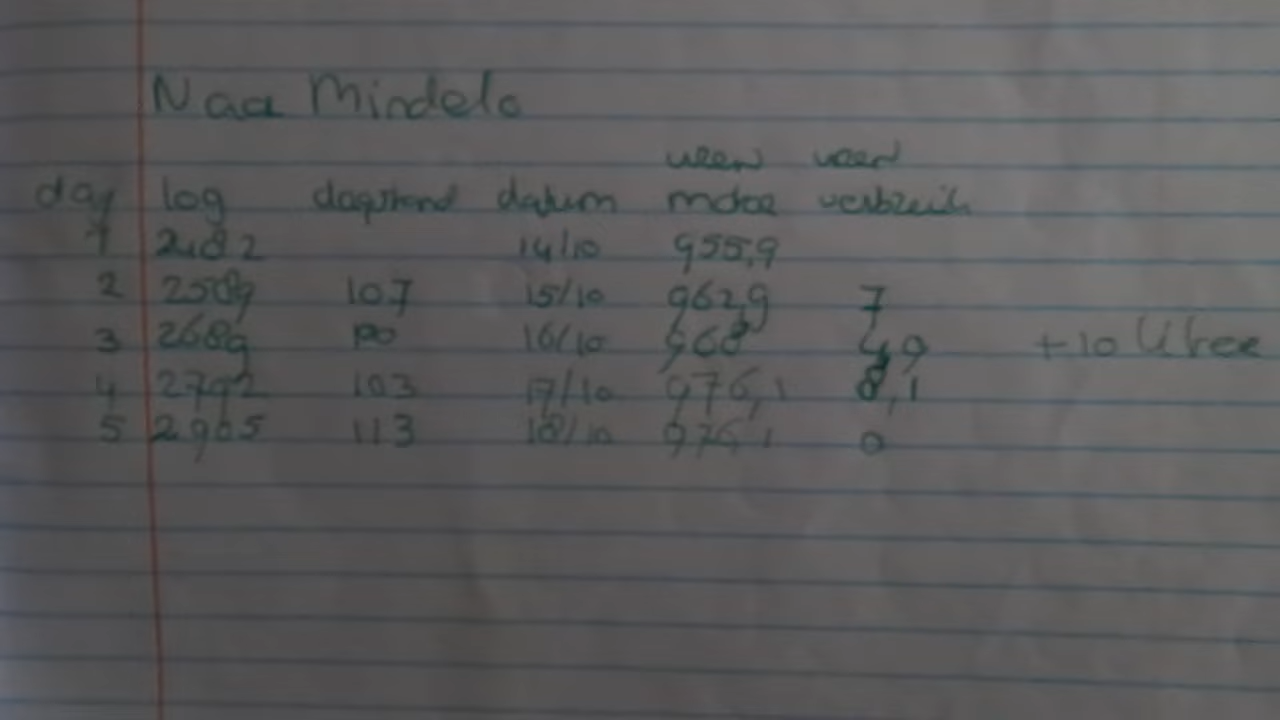 Naar Mindelo
uren uren
dag log dagstand datum motor verbruik
1 2482 14/10 955,9
2 2589 107 15/10 962,9 7
3 2689 100 16/10 968 4,9 +10 liter
4 2792 103 17/10 976,1 8,1
5 2905 113 18/10 976,1 0